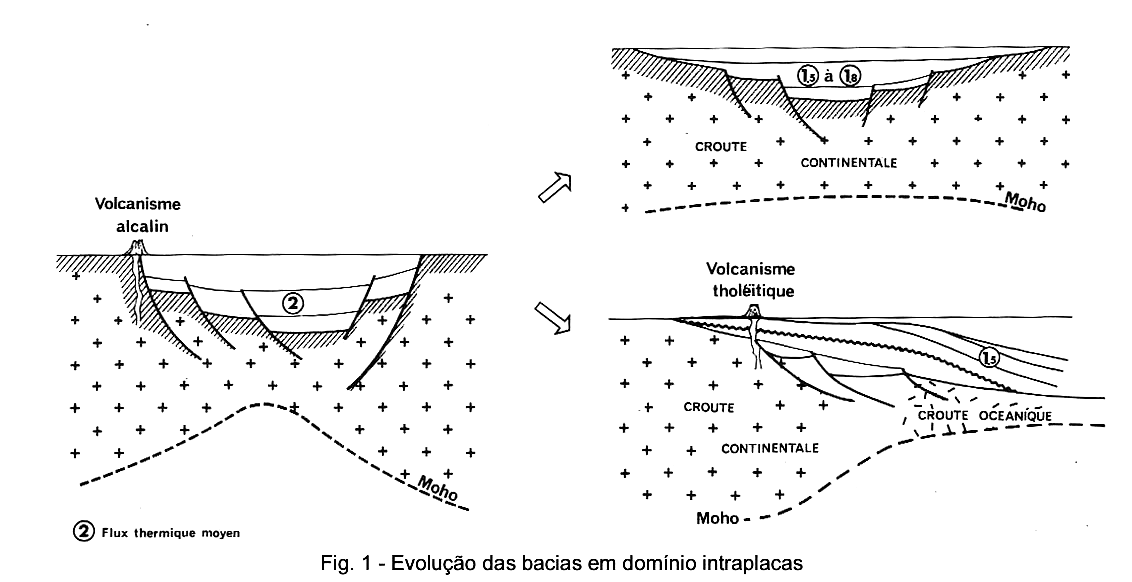 Volcanisme
alcalin
2
Moho
2 Flux thermique moyen
1,5 à 1,8
CROUTE
CONTINENTALE
Moho
Volcanisme
tholéïtique
1,5
CROUTE
CROUTE OCEANIQUE
CONTINENTALE
Moho
Fig. 1 - Evolução das bacias em domínio intraplacas